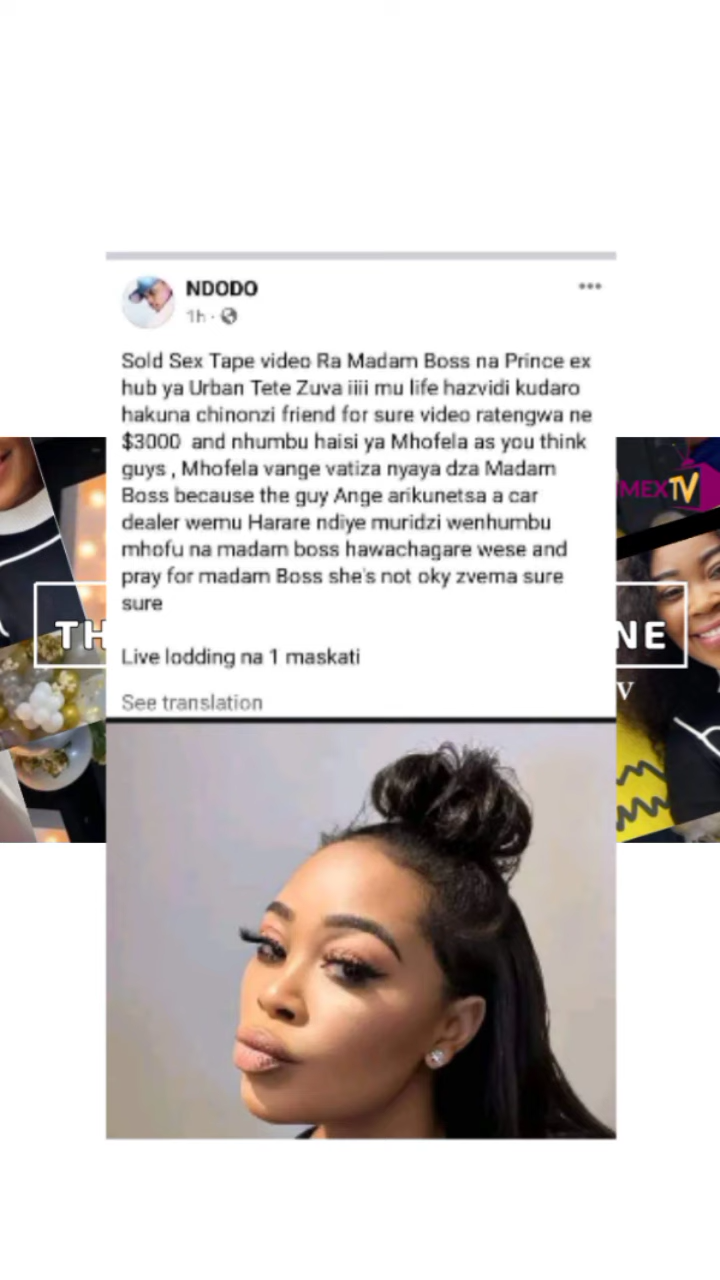 NDODO
1h ·
Sold Sex Tape video Ra Madam Boss na Prince ex
hub ya Urban Tete Zuva iiii mu life hazvidi kudaro
hakuna chinonzi friend for sure video ratengwa ne
$3000 and nhumbu haisi ya Mhofela as you think
guys , Mhofela vange vatiza nyaya dza Madam
Boss because the guy Ange arikunetsa a car
dealer wemu Harare ndiye muridzi wenhumbu
mhofu na madam boss hawachagare wese and
pray for madam Boss she's not oky zvema sure
sure
Live lodding na 1 maskati
See translation
MEXTV
TH
NE
V